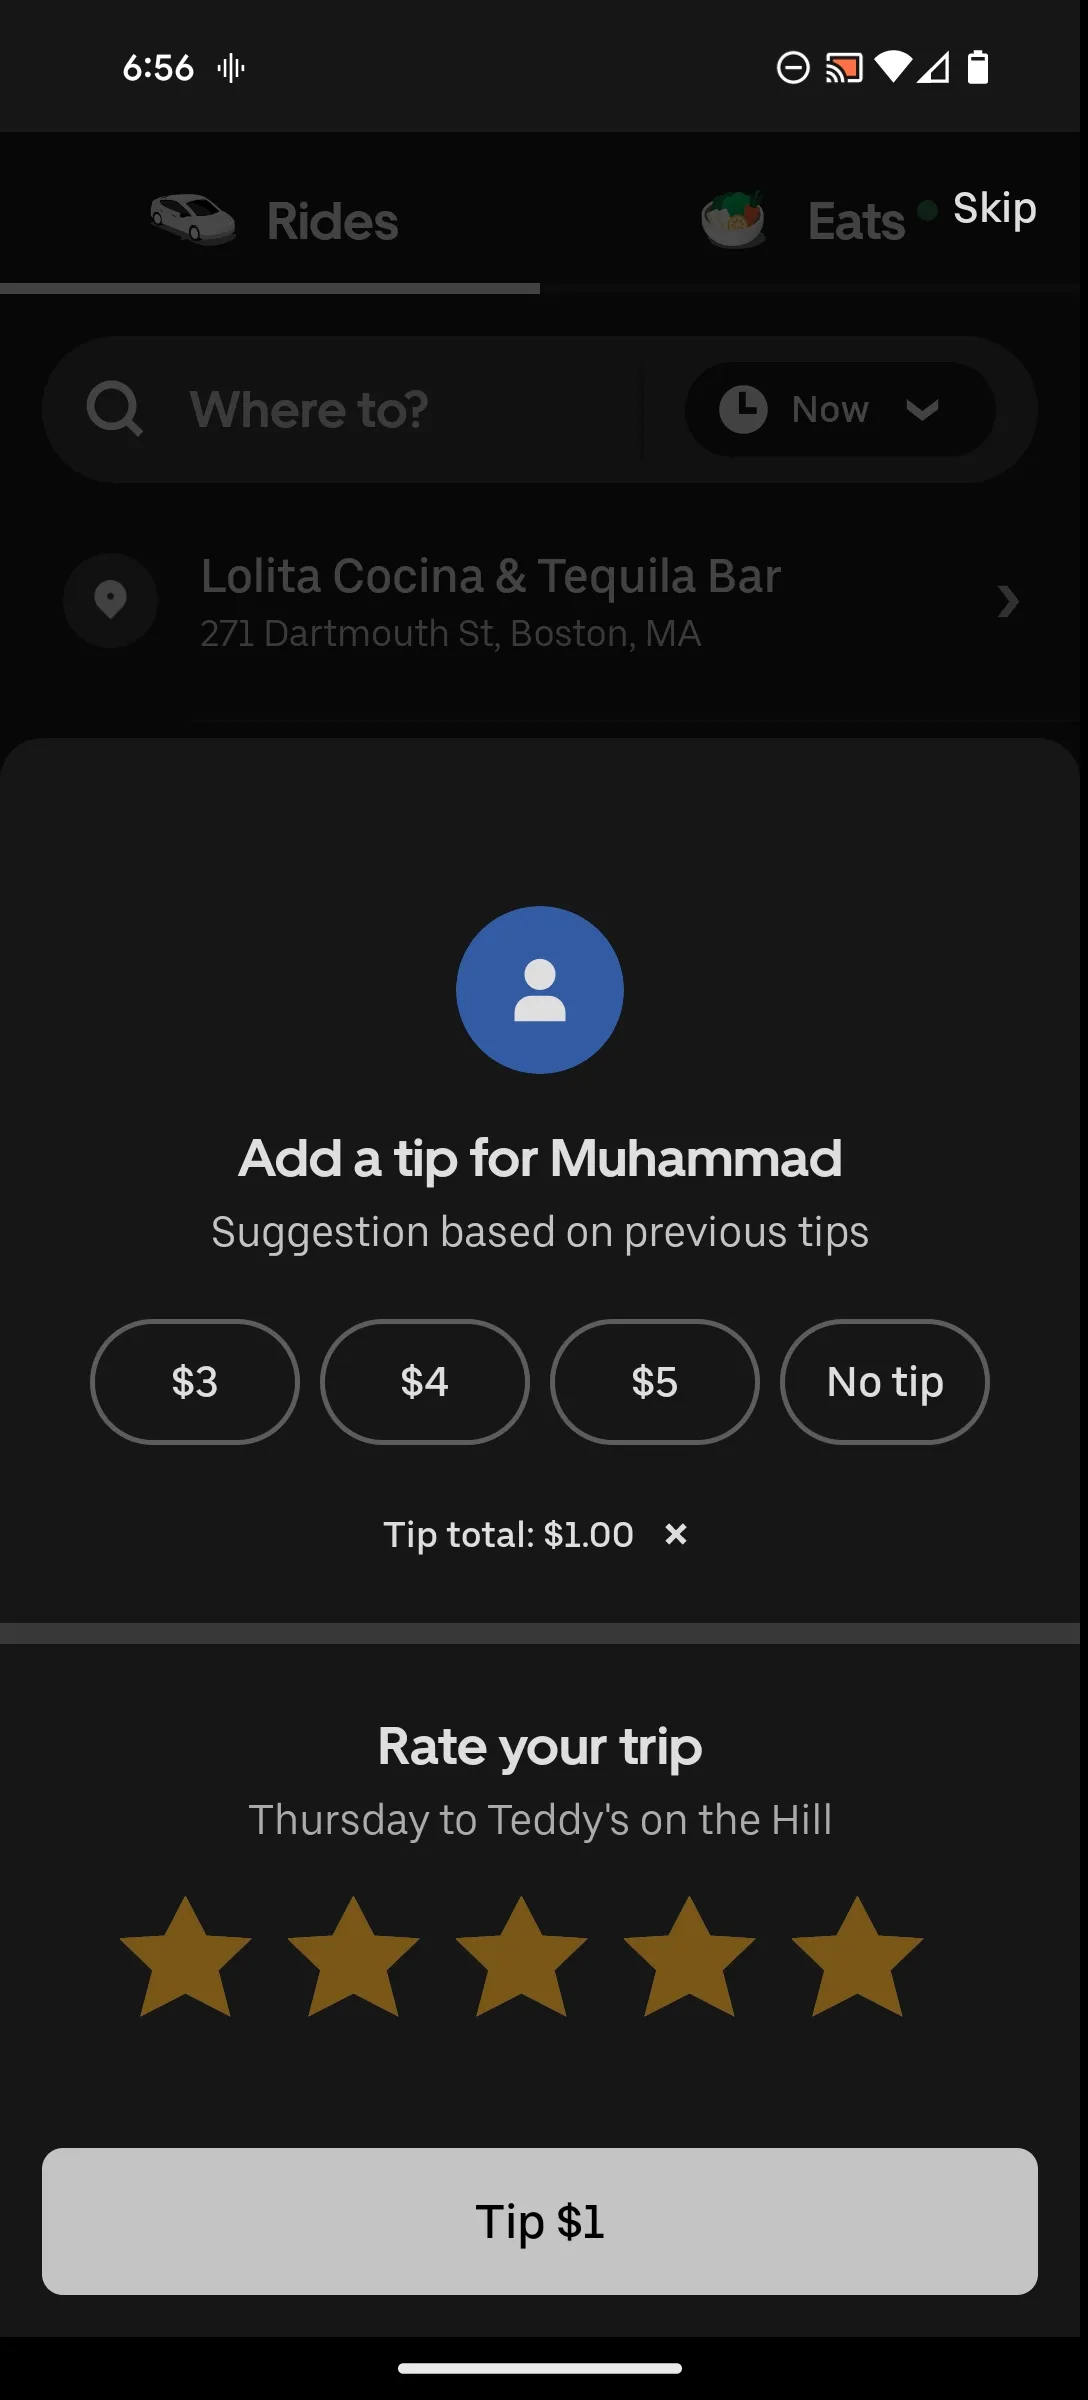 6:56
Rides
Eats
Skip
Where to?
Now
Lolita Cocina & Tequila Bar
271 Dartmouth St, Boston, MA
Add a tip for Muhammad
Suggestion based on previous tips
$3
$4
$5
No tip
Tip total: $1.00
Rate your trip
Thursday to Teddy's on the Hill
Tip $1